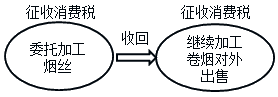 征收消费税
征收消费税
委托加工
烟丝
收回
继续加工
卷烟对外
出售